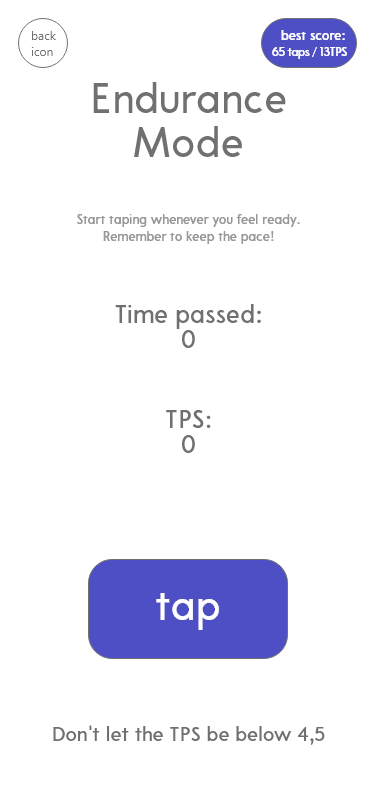 back
icon
best score:
65 taps / 13TPS
Endurance
Mode
Start taping whenever you feel ready.
Remember to keep the pace!
Time passed:
0
TPS:
0
tap
Don't let the TPS be below 4,5